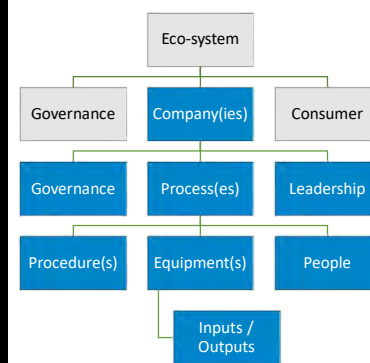 Eco-system
Governance
Company(ies)
Consumer
Governance
Process(es)
Leadership
Procedure(s)
Equipment(s)
People
Inputs /
Outputs